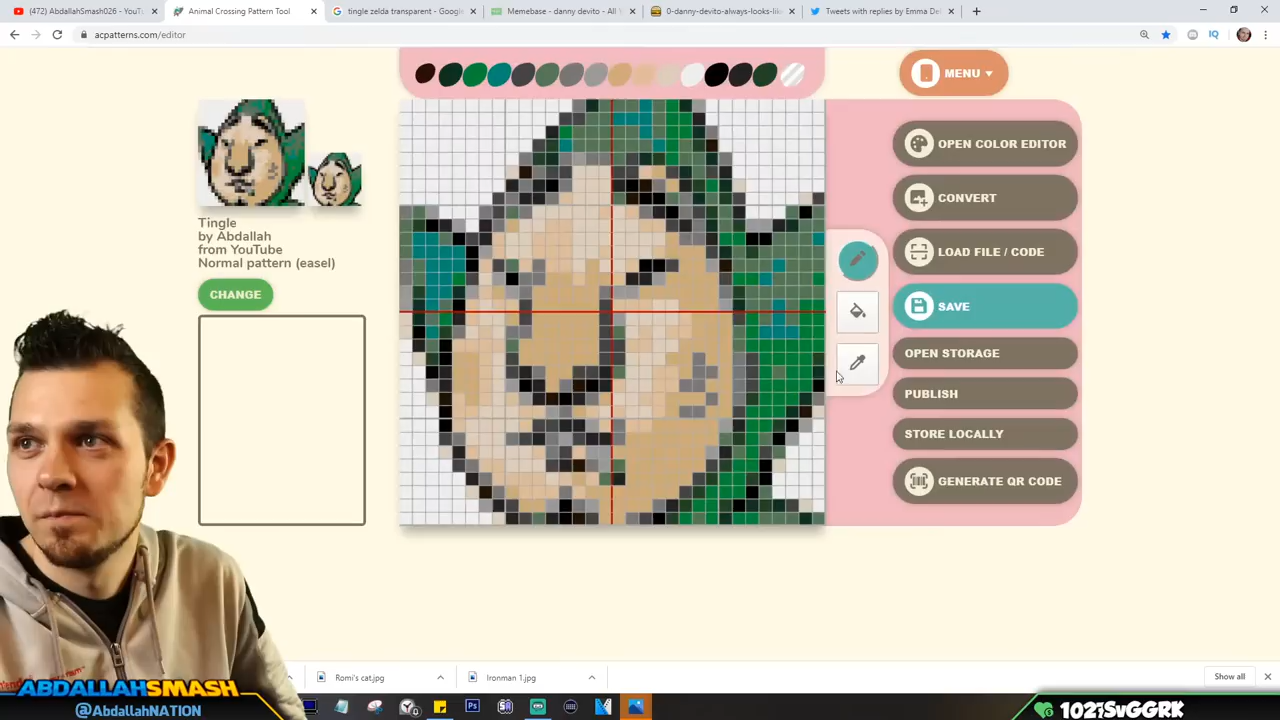 (472) AbdallahSmash026 - YouT
Animal Crossing Pattern Tool
tingle zelda transparent - Googl
Memebase - danny devito - All V
0-danny-devito-always-looks-lik
Tweets with replies by Emma De
acpatterns.com/editor
MENU
OPEN COLOR EDITOR
CONVERT
LOAD FILE / CODE
SAVE
OPEN STORAGE
PUBLISH
STORE LOCALLY
GENERATE QR CODE
Tingle
by Abdallah
from YouTube
Normal pattern (easel)
CHANGE
Romi's cat.jpg
Ironman 1.jpg
Show all
ABDALLAHSMASH
@AbdallahNATION